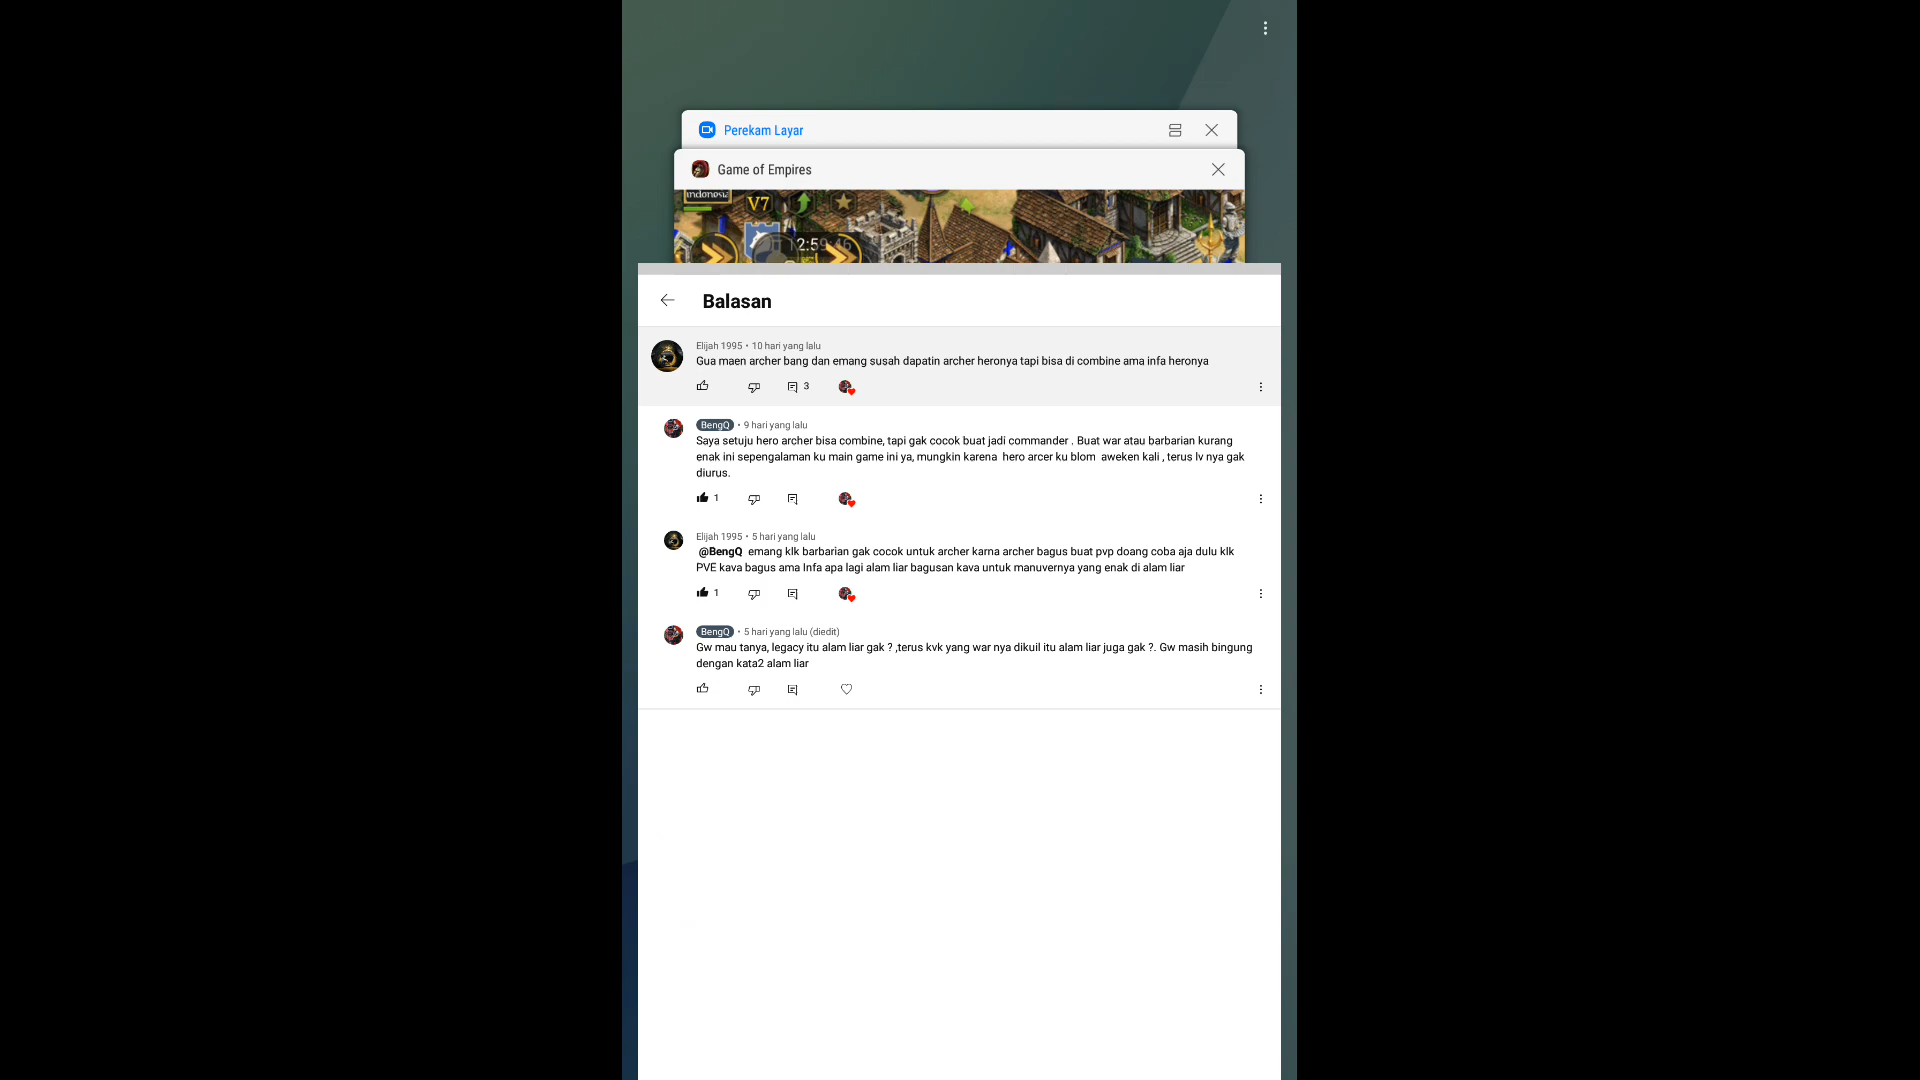 Perekam Layar
Game of Empires
Indonesia
V7
12:59:46
Balasan
Elijah 1995 • 10 hari yang lalu
Gua maen archer bang dan emang susah dapatin archer heronya tapi bisa di combine ama infa heronya
3
BengQ • 9 hari yang lalu
Saya setuju hero archer bisa combine, tapi gak cocok buat jadi commander . Buat war atau barbarian kurang
enak ini sepengalaman ku main game ini ya, mungkin karena hero arcer ku blom aweken kali , terus lv nya gak
diurus.
1
Elijah 1995 • 5 hari yang lalu
@BengQ emang klk barbarian gak cocok untuk archer karna archer bagus buat pvp doang coba aja dulu klk
PVE kava bagus ama Infa apa lagi alam liar bagusan kava untuk manuvernya yang enak di alam liar
1
BengQ • 5 hari yang lalu (diedit)
Gw mau tanya, legacy itu alam liar gak ? ,terus kvk yang war nya dikuil itu alam liar juga gak ?. Gw masih bingung
dengan kata2 alam liar